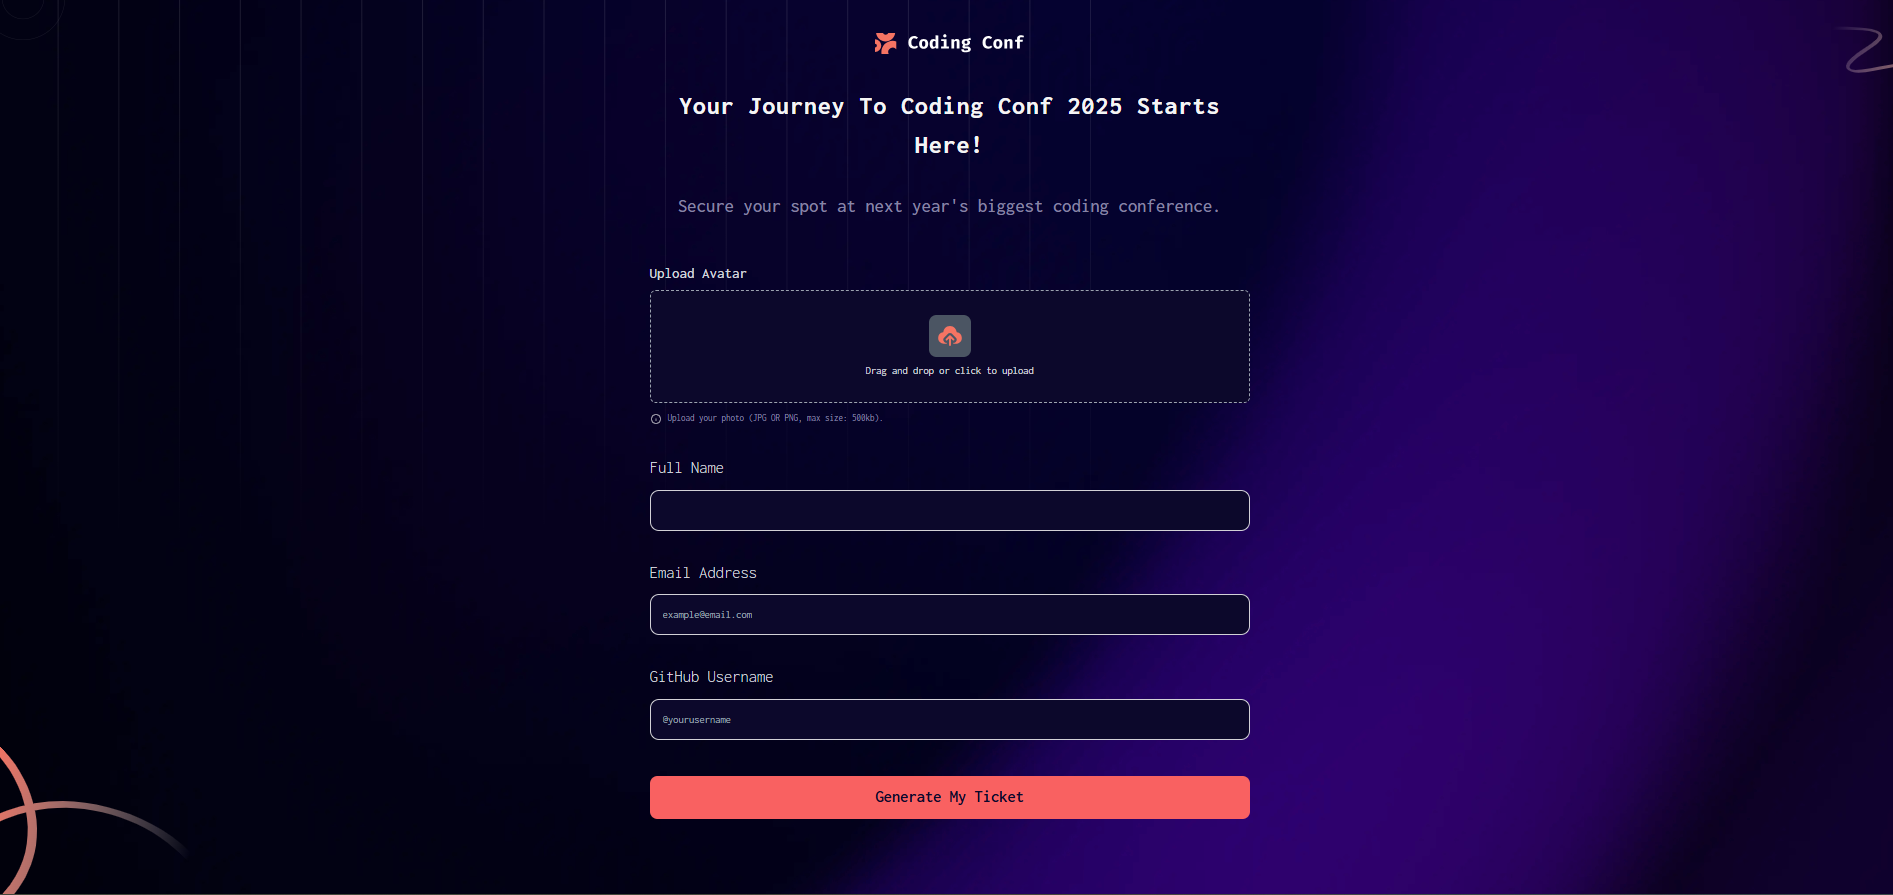 Coding Conf
Your Journey To Coding Conf 2025 Starts
Here!
Secure your spot at next year's biggest coding conference.
Upload Avatar
Drag and drop or click to upload
Upload your photo (JPG OR PNG, max size: 500kb).
Full Name
Email Address
example@email.com
GitHub Username
@yourusername
Generate My Ticket